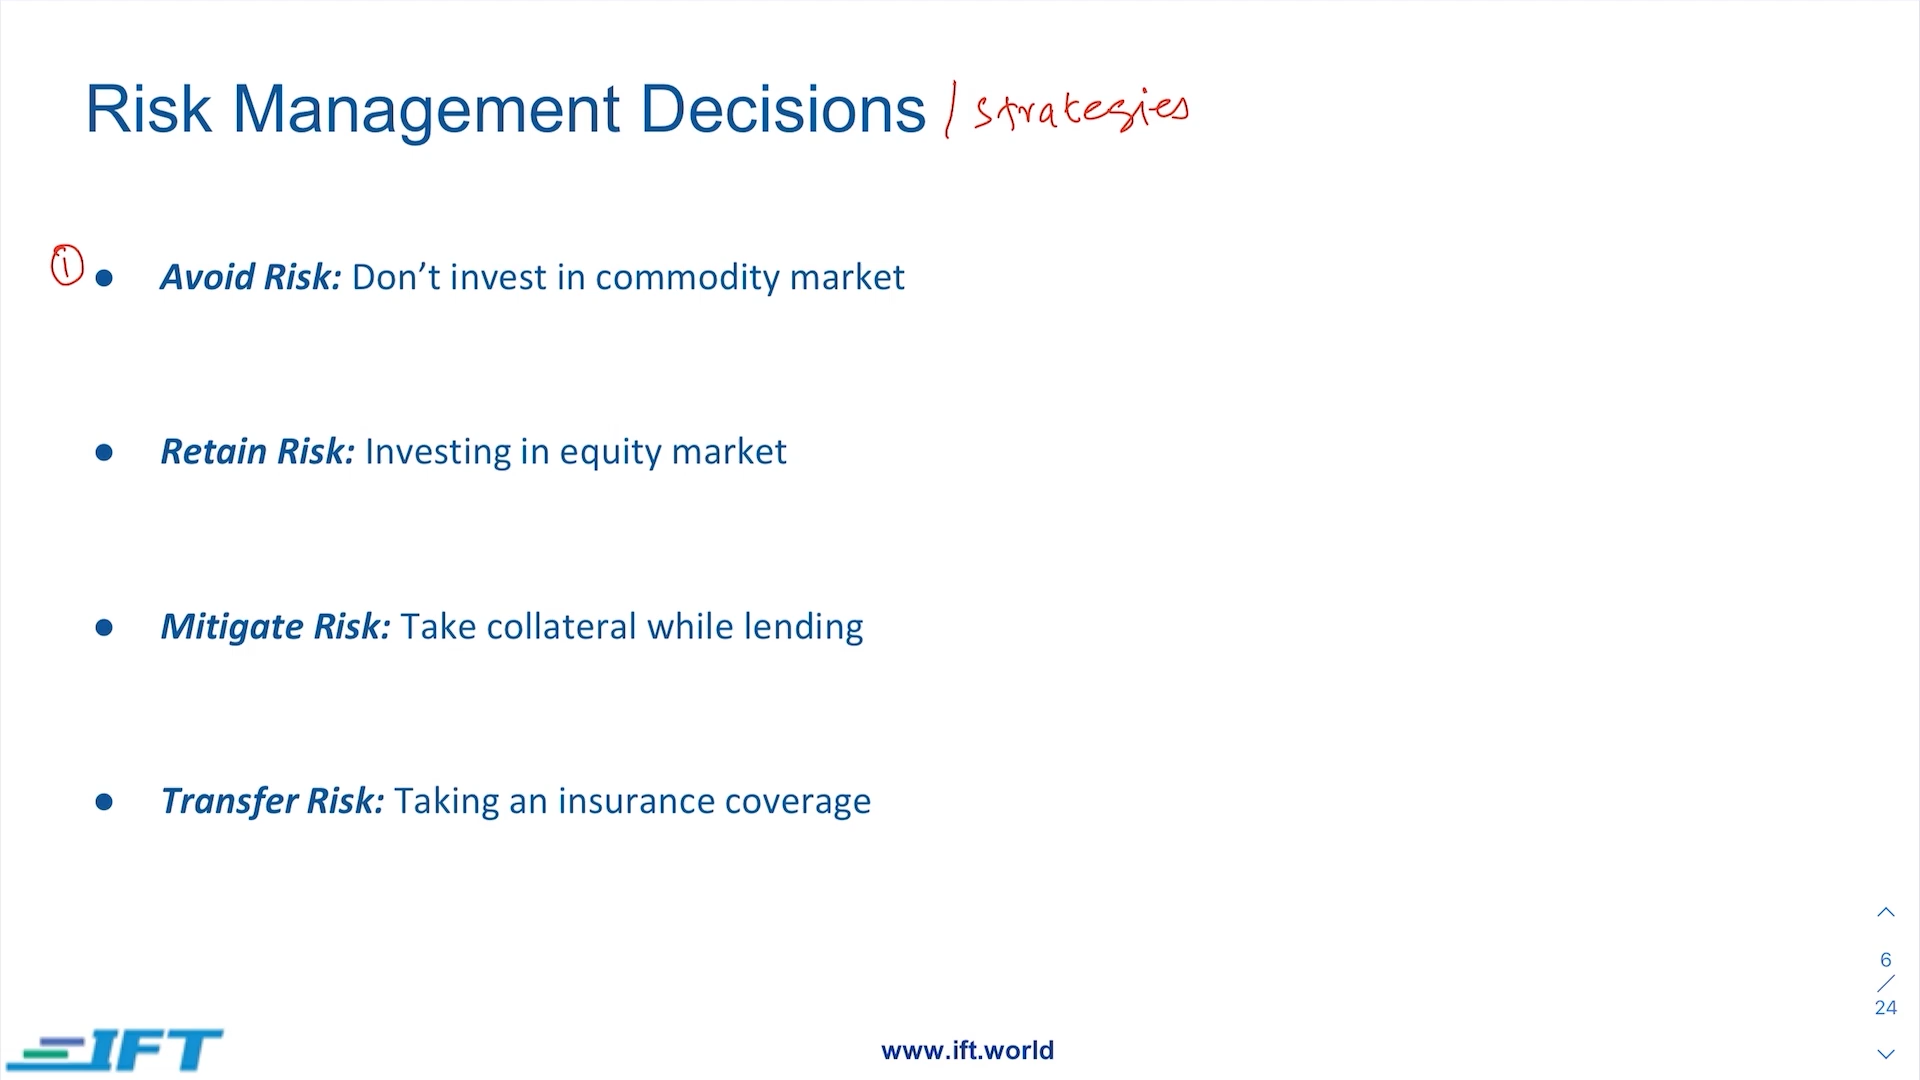 Risk Management Decisions / strategies
① ● Avoid Risk: Don’t invest in commodity market
● Retain Risk: Investing in equity market
● Mitigate Risk: Take collateral while lending
● Transfer Risk: Taking an insurance coverage
6
/
24
IFT
www.ift.world